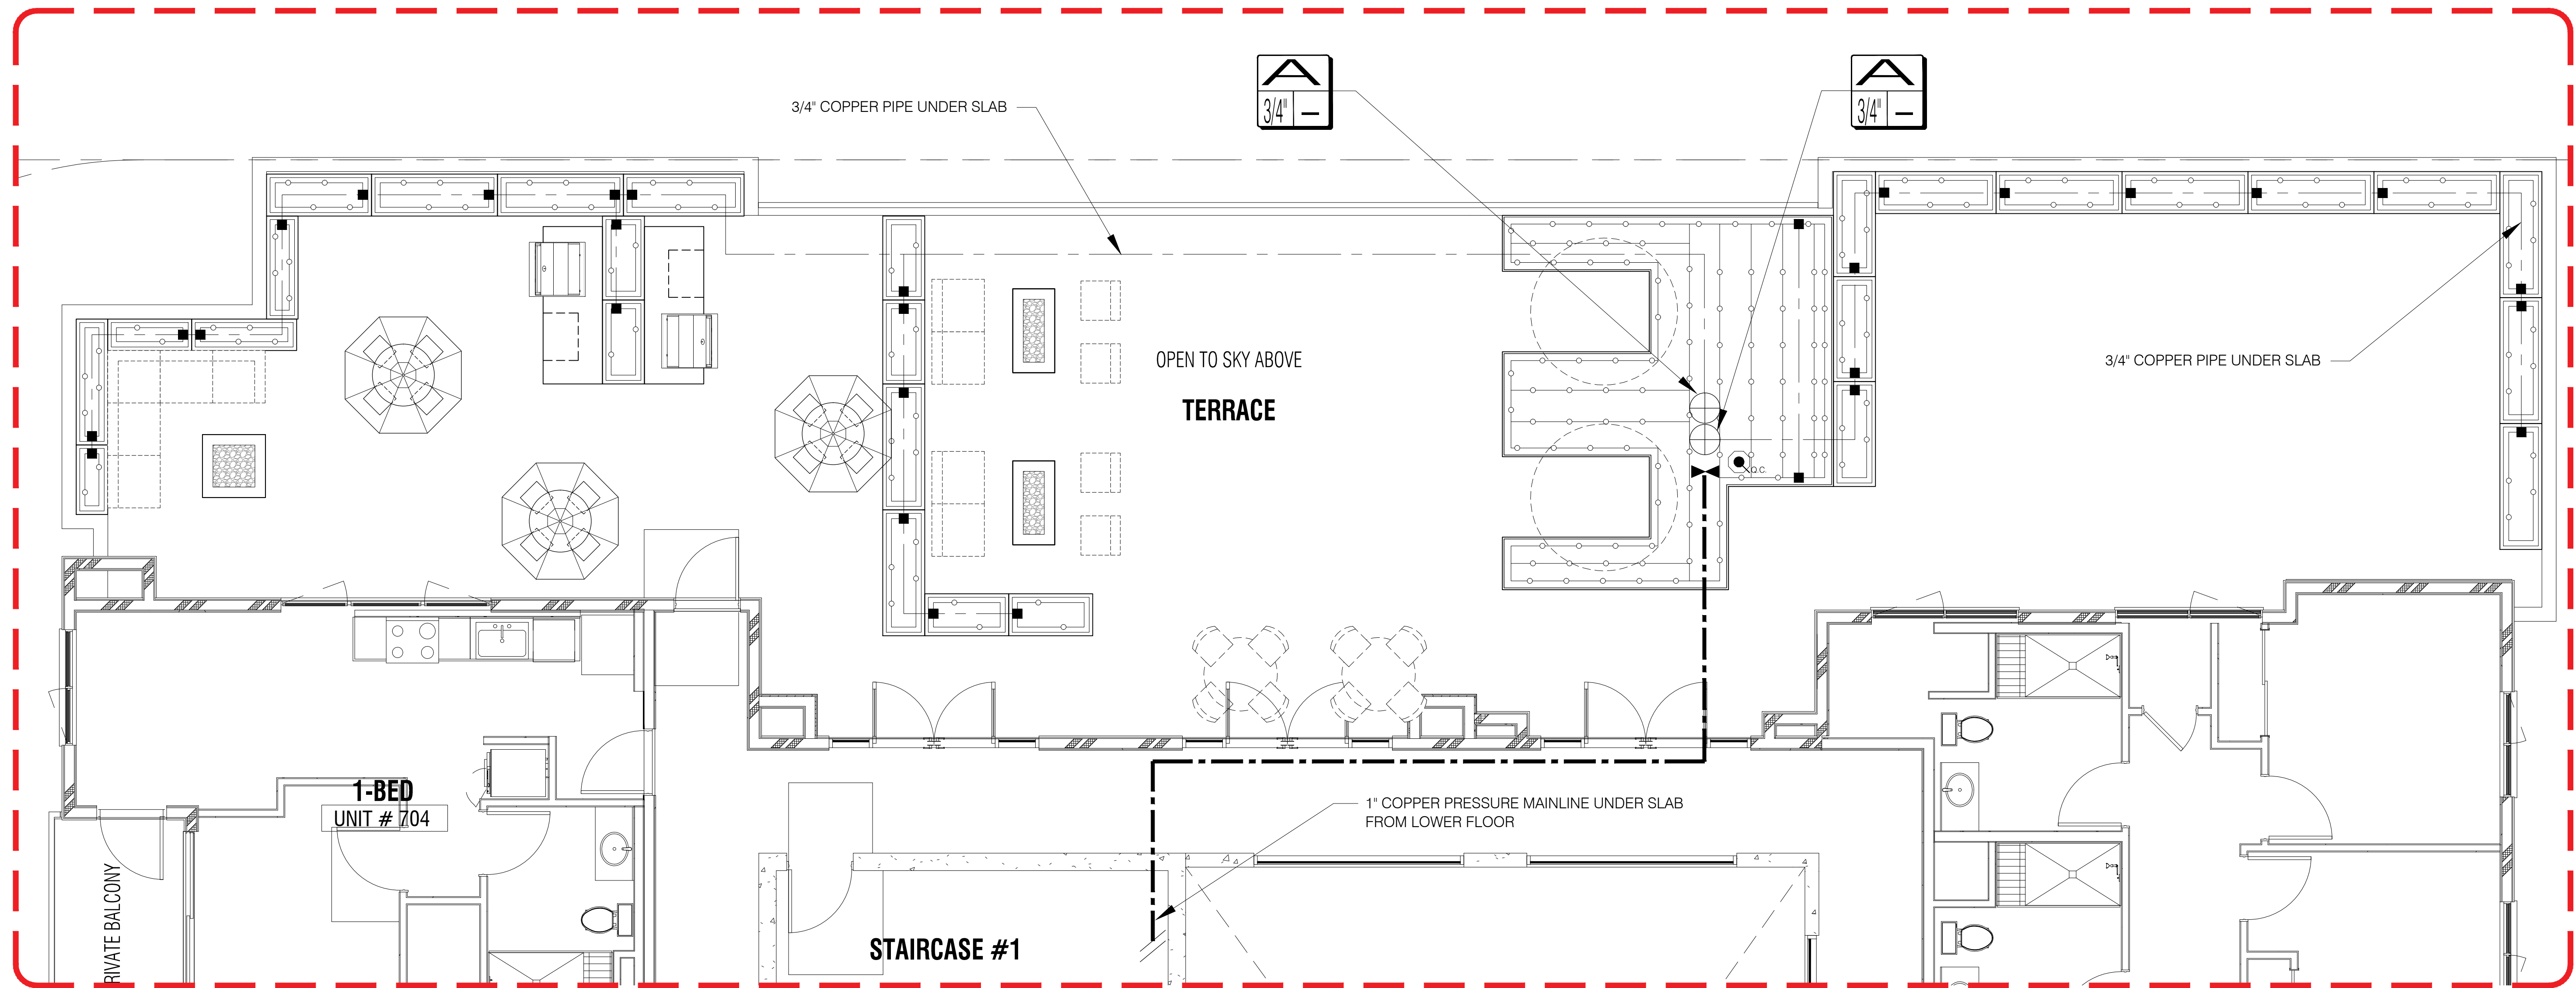 A
3/4" –
A
3/4" –
3/4" COPPER PIPE UNDER SLAB
OPEN TO SKY ABOVE
TERRACE
3/4" COPPER PIPE UNDER SLAB
Q.C.
1-BED
UNIT # 704
1" COPPER PRESSURE MAINLINE UNDER SLAB
FROM LOWER FLOOR
RIVATE BALCONY
STAIRCASE #1